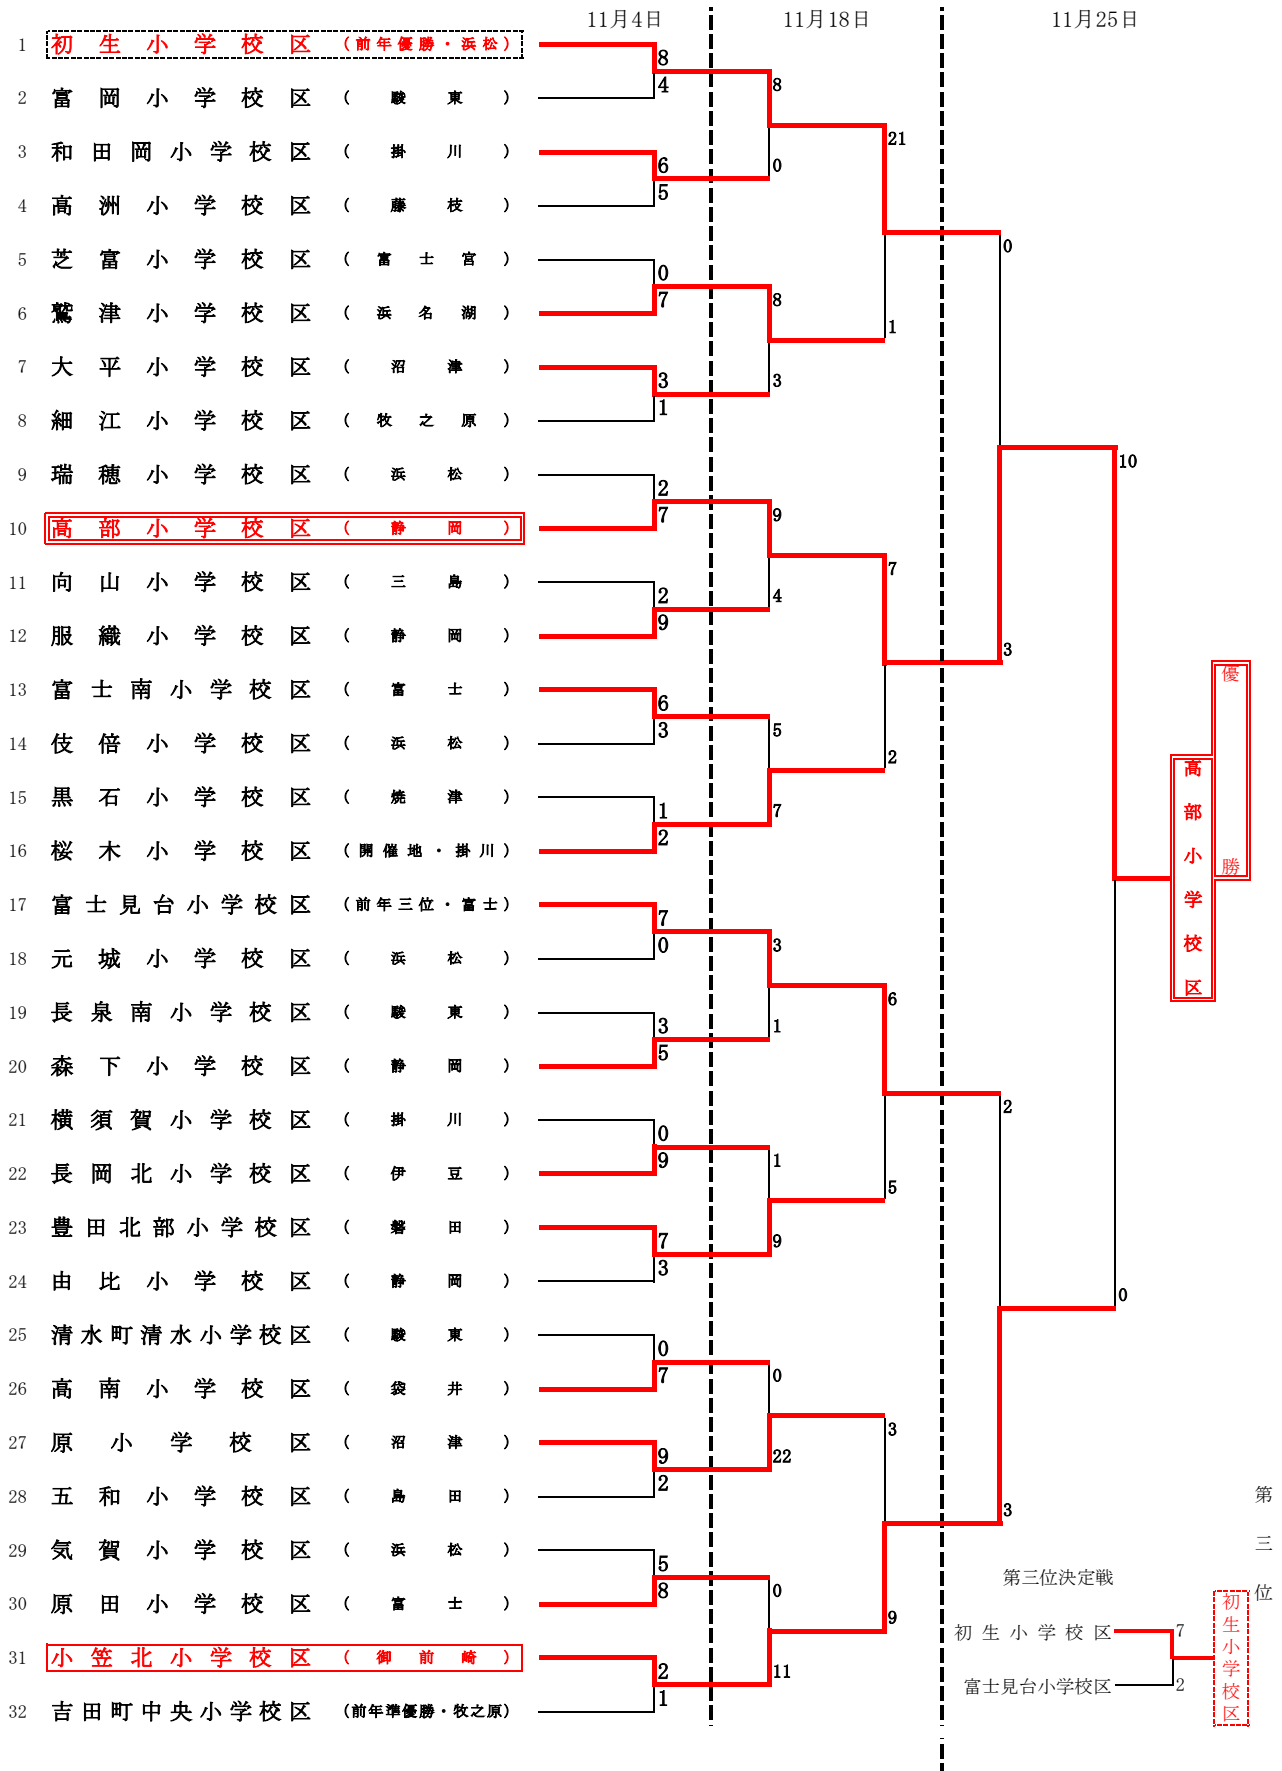 11月4日 11月18日 11月25日
1 初生小学校区 (前年優勝・浜松)
2 富岡小学校区 (駿東)
3 和田岡小学校区 (掛川)
4 高洲小学校区 (藤枝)
5 芝富小学校区 (富士宮)
6 鷲津小学校区 (浜名湖)
7 大平小学校区 (沼津)
8 細江小学校区 (牧之原)
9 瑞穂小学校区 (浜松)
10 高部小学校区 (静岡)
11 向山小学校区 (三島)
12 服織小学校区 (静岡)
13 富士南小学校区 (富士)
14 伎倍小学校区 (浜松)
15 黒石小学校区 (焼津)
16 桜木小学校区 (開催地・掛川)
17 富士見台小学校区 (前年三位・富士)
18 元城小学校区 (浜松)
19 長泉南小学校区 (駿東)
20 森下小学校区 (静岡)
21 横須賀小学校区 (掛川)
22 長岡北小学校区 (伊豆)
23 豊田北部小学校区 (磐田)
24 由比小学校区 (静岡)
25 清水町清水小学校区 (駿東)
26 高南小学校区 (袋井)
27 原小学校区 (沼津)
28 五和小学校区 (島田)
29 気賀小学校区 (浜松)
30 原田小学校区 (富士)
31 小笠北小学校区 (御前崎)
32 吉田町中央小学校区 (前年準優勝・牧之原)
8
4
6
5
0
7
3
1
2
7
2
9
6
3
1
2
7
0
3
5
0
9
7
3
0
7
9
2
5
8
2
1
8
0
8
3
9
4
5
7
3
1
1
9
0
22
0
11
21
1
7
2
6
5
3
9
0
3
2
3
10
0
優勝
高部小学校区
第三位
第三位決定戦
初生小学校区 7
富士見台小学校区 2
初生小学校区